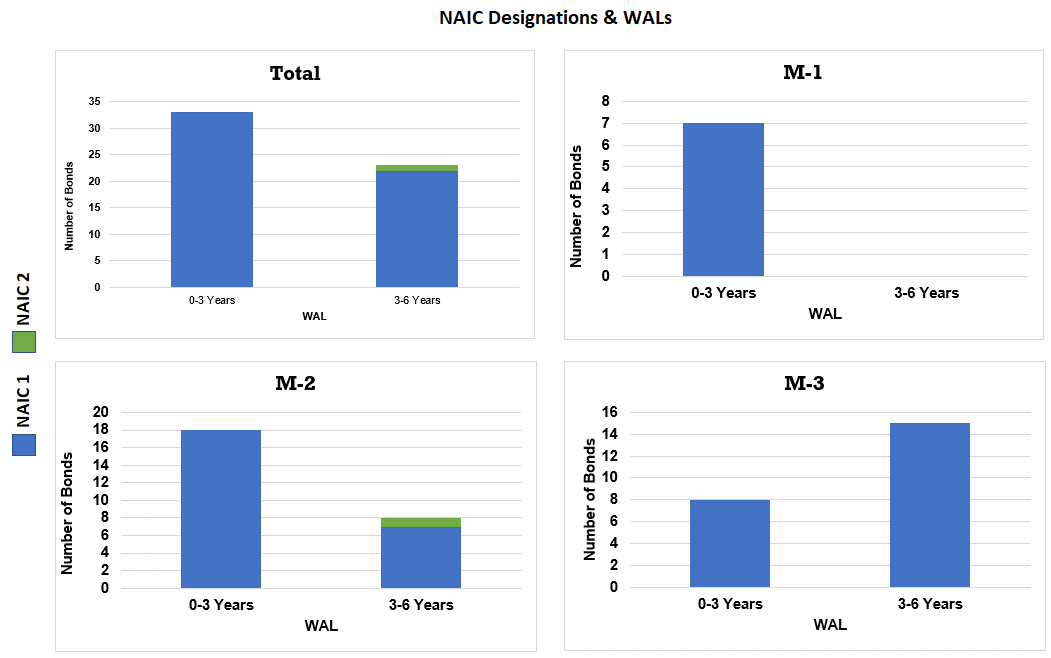 NAIC Designations & WALs
Total
35
30
25
20
15
10
5
0
Number of Bonds
0-3 Years
3-6 Years
WAL
M-1
8
7
6
5
4
3
2
1
0
Number of Bonds
0-3 Years
3-6 Years
WAL
NAIC 2
NAIC 1
M-2
20
18
16
14
12
10
8
6
4
2
0
Number of Bonds
0-3 Years
3-6 Years
WAL
M-3
16
14
12
10
8
6
4
2
0
Number of Bonds
0-3 Years
3-6 Years
WAL